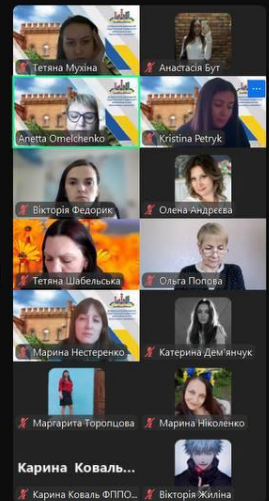 Тетяна Мухіна
Анастасія Бут
Anetta Omelchenko
Kristina Petryk
Вікторія Федорик
Олена Андрєєва
Тетяна Шабельська
Ольга Попова
Марина Нестеренко
Катерина Дем'янчук
Маргарита Торопцова
Марина Ніколенко
Карина Коваль...
Карина Коваль ФППО...
Вікторія Жиліна